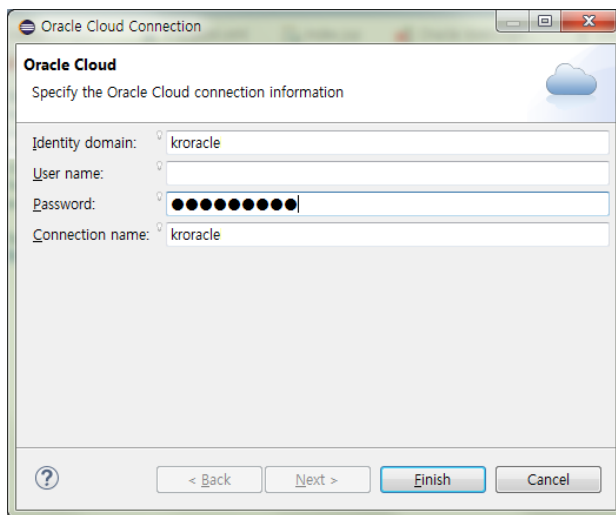 Oracle Cloud Connection
Oracle Cloud
Specify the Oracle Cloud connection information
Identity domain: kroracle
User name:
Password: ●●●●●●●●●
Connection name: kroracle
? < Back Next > Finish Cancel